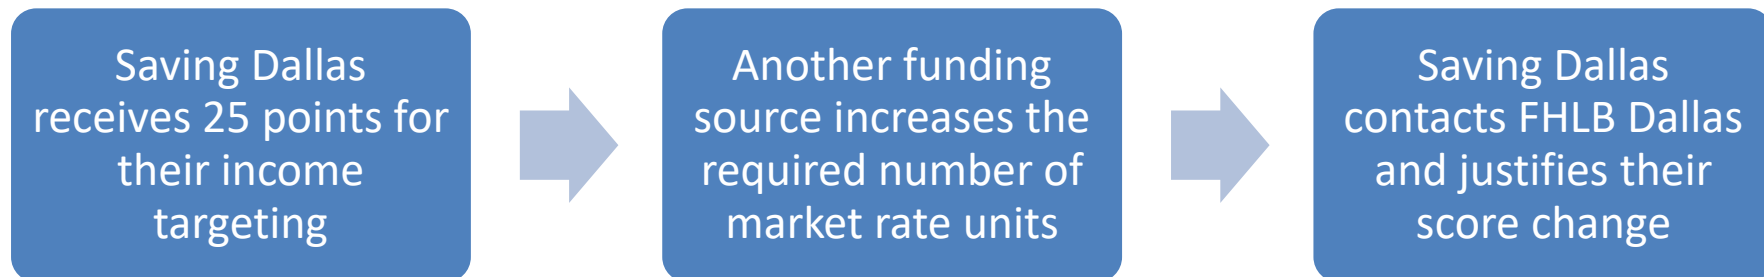 Saving Dallas
receives 25 points for
their income
targeting
Another funding
source increases the
required number of
market rate units
Saving Dallas
contacts FHLB Dallas
and justifies their
score change